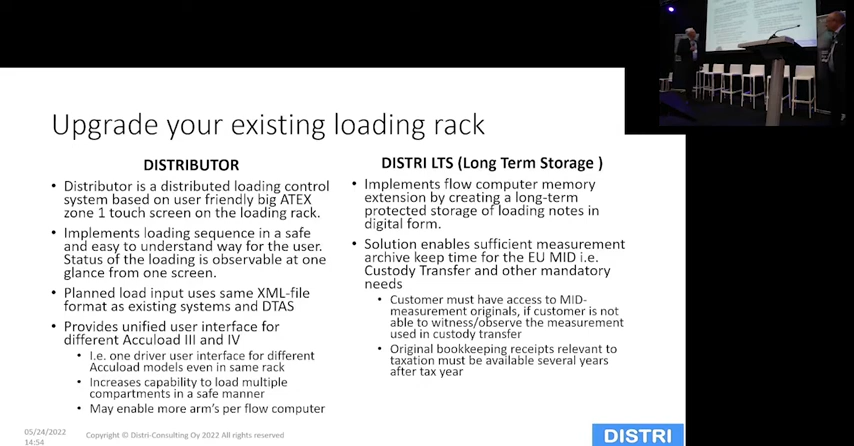 Upgrade your existing loading rack
DISTRIBUTOR
• Distributor is a distributed loading control
system based on user friendly big ATEX
zone 1 touch screen on the loading rack.
• Implements loading sequence in a safe
and easy to understand way for the user.
Status of the loading is observable at one
glance from one screen.
• Planned load input uses same XML-file
format as existing systems and DTAS
• Provides unified user interface for
different Accuload III and IV
• I.e. one driver user interface for different
Accuload models even in same rack
• Increases capability to load multiple
compartments in a safe manner
• May enable more arm's per flow computer
DISTRI LTS (Long Term Storage )
• Implements flow computer memory
extension by creating a long-term
protected storage of loading notes in
digital form.
• Solution enables sufficient measurement
archive keep time for the EU MID i.e.
Custody Transfer and other mandatory
needs
• Customer must have access to MID-
measurement originals, if customer is not
able to witness/observe the measurement
used in custody transfer
• Original bookkeeping receipts relevant to
taxation must be available several years
after tax year
05/24/2022
14:54
Copyright © Distri-Consulting Oy 2022 All rights reserved
DISTRI